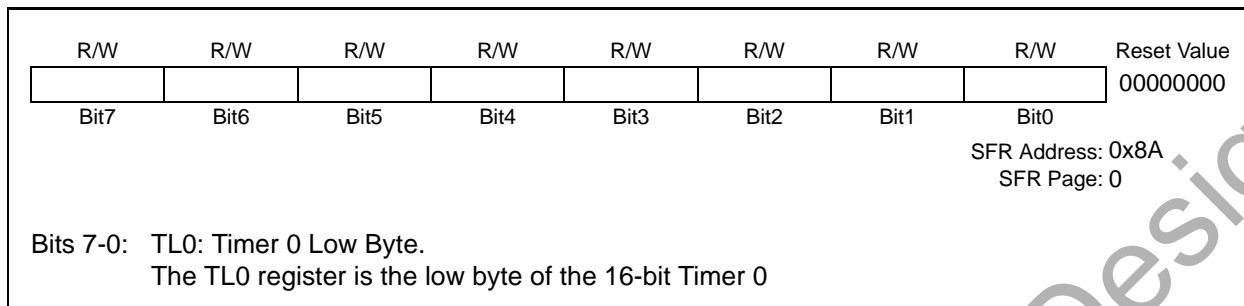 R/W R/W R/W R/W R/W R/W R/W R/W Reset Value
00000000
Bit7 Bit6 Bit5 Bit4 Bit3 Bit2 Bit1 Bit0
SFR Address: 0x8A
SFR Page: 0
Bits 7-0: TL0: Timer 0 Low Byte.
The TL0 register is the low byte of the 16-bit Timer 0